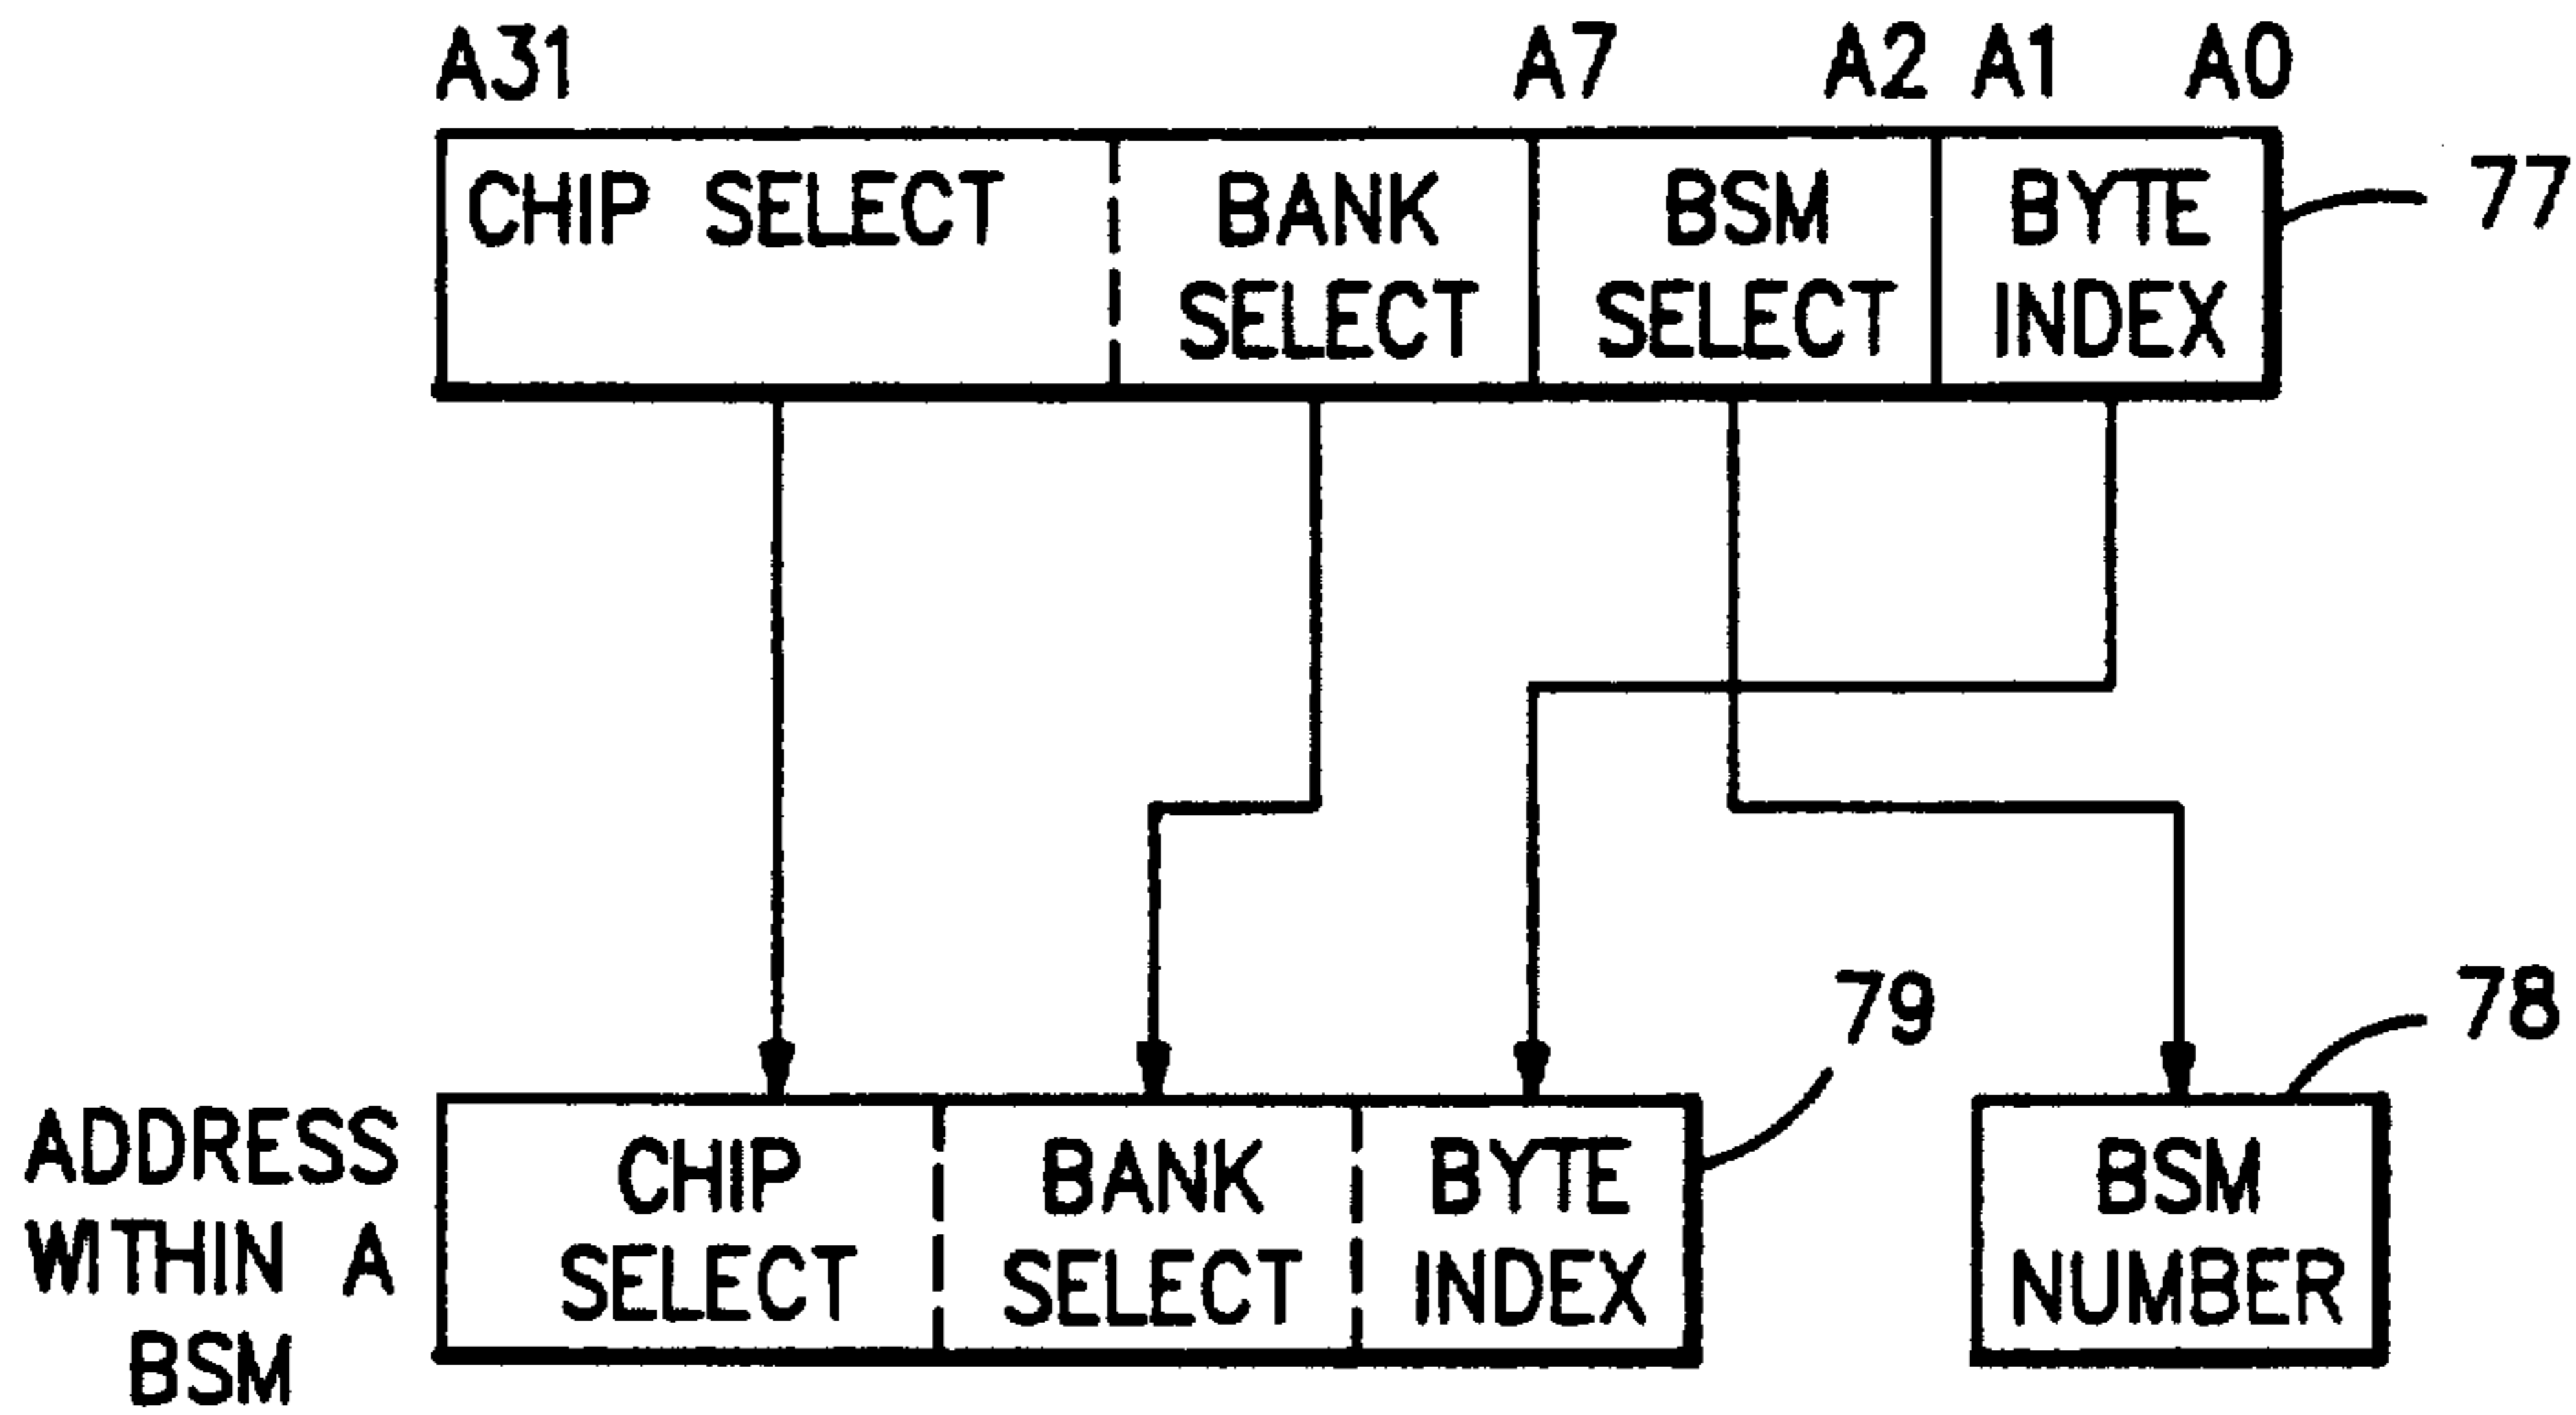 A31 A7 A2 A1 A0
CHIP SELECT BANK BSM BYTE 77
SELECT SELECT INDEX
79 78
ADDRESS CHIP BANK BYTE BSM
WITHIN A SELECT SELECT INDEX NUMBER
BSM